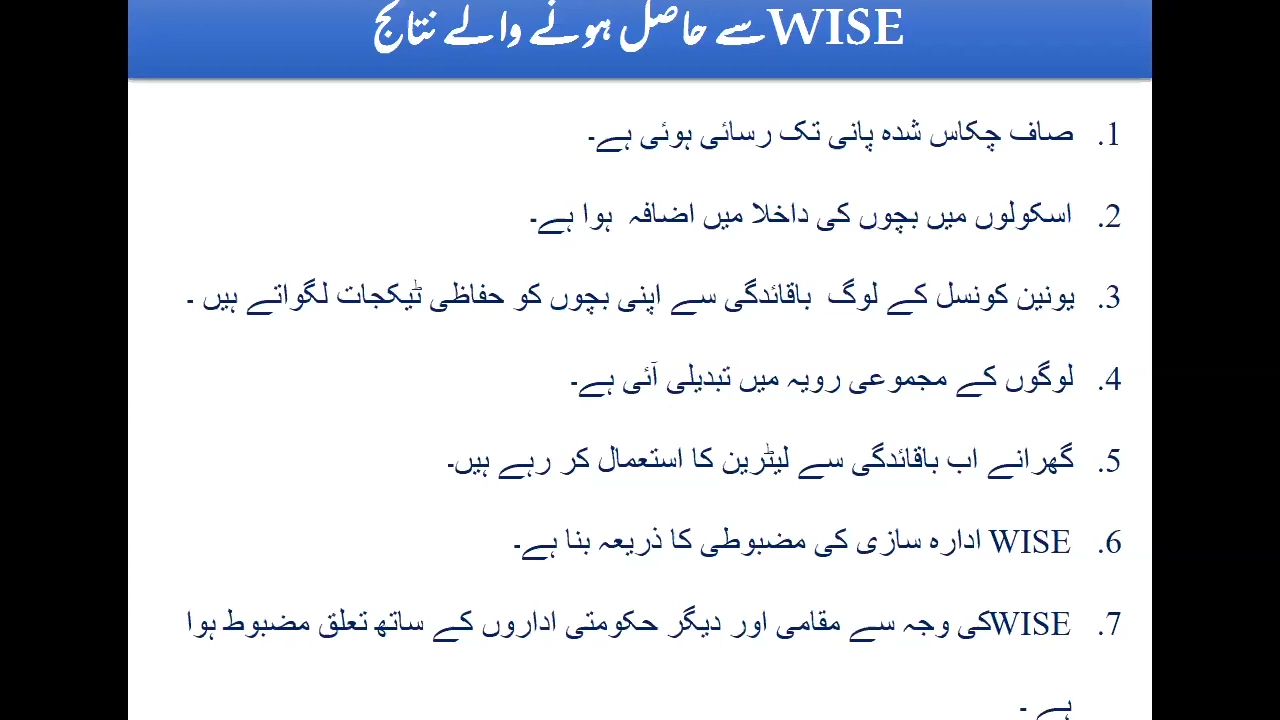 WISEسے حاصل ہونے والے نتائج
1. صاف چکاس شدہ پانی تک رسائی ہوئی ہے۔
2. اسکولوں میں بچوں کی داخلا میں اضافہ ہوا ہے۔
3. یونین کونسل کے لوگ باقائدگی سے اپنی بچوں کو حفاظی ٹیکجات لگواتے ہیں ۔
4. لوگوں کے مجموعی رویہ میں تبدیلی آئی ہے۔
5. گھرانے اب باقائدگی سے لیٹرین کا استعمال کر رہے ہیں۔
6. WISE ادارہ سازی کی مضبوطی کا ذریعہ بنا ہے۔
7. WISEکی وجہ سے مقامی اور دیگر حکومتی اداروں کے ساتھ تعلق مضبوط ہوا
ہے ۔